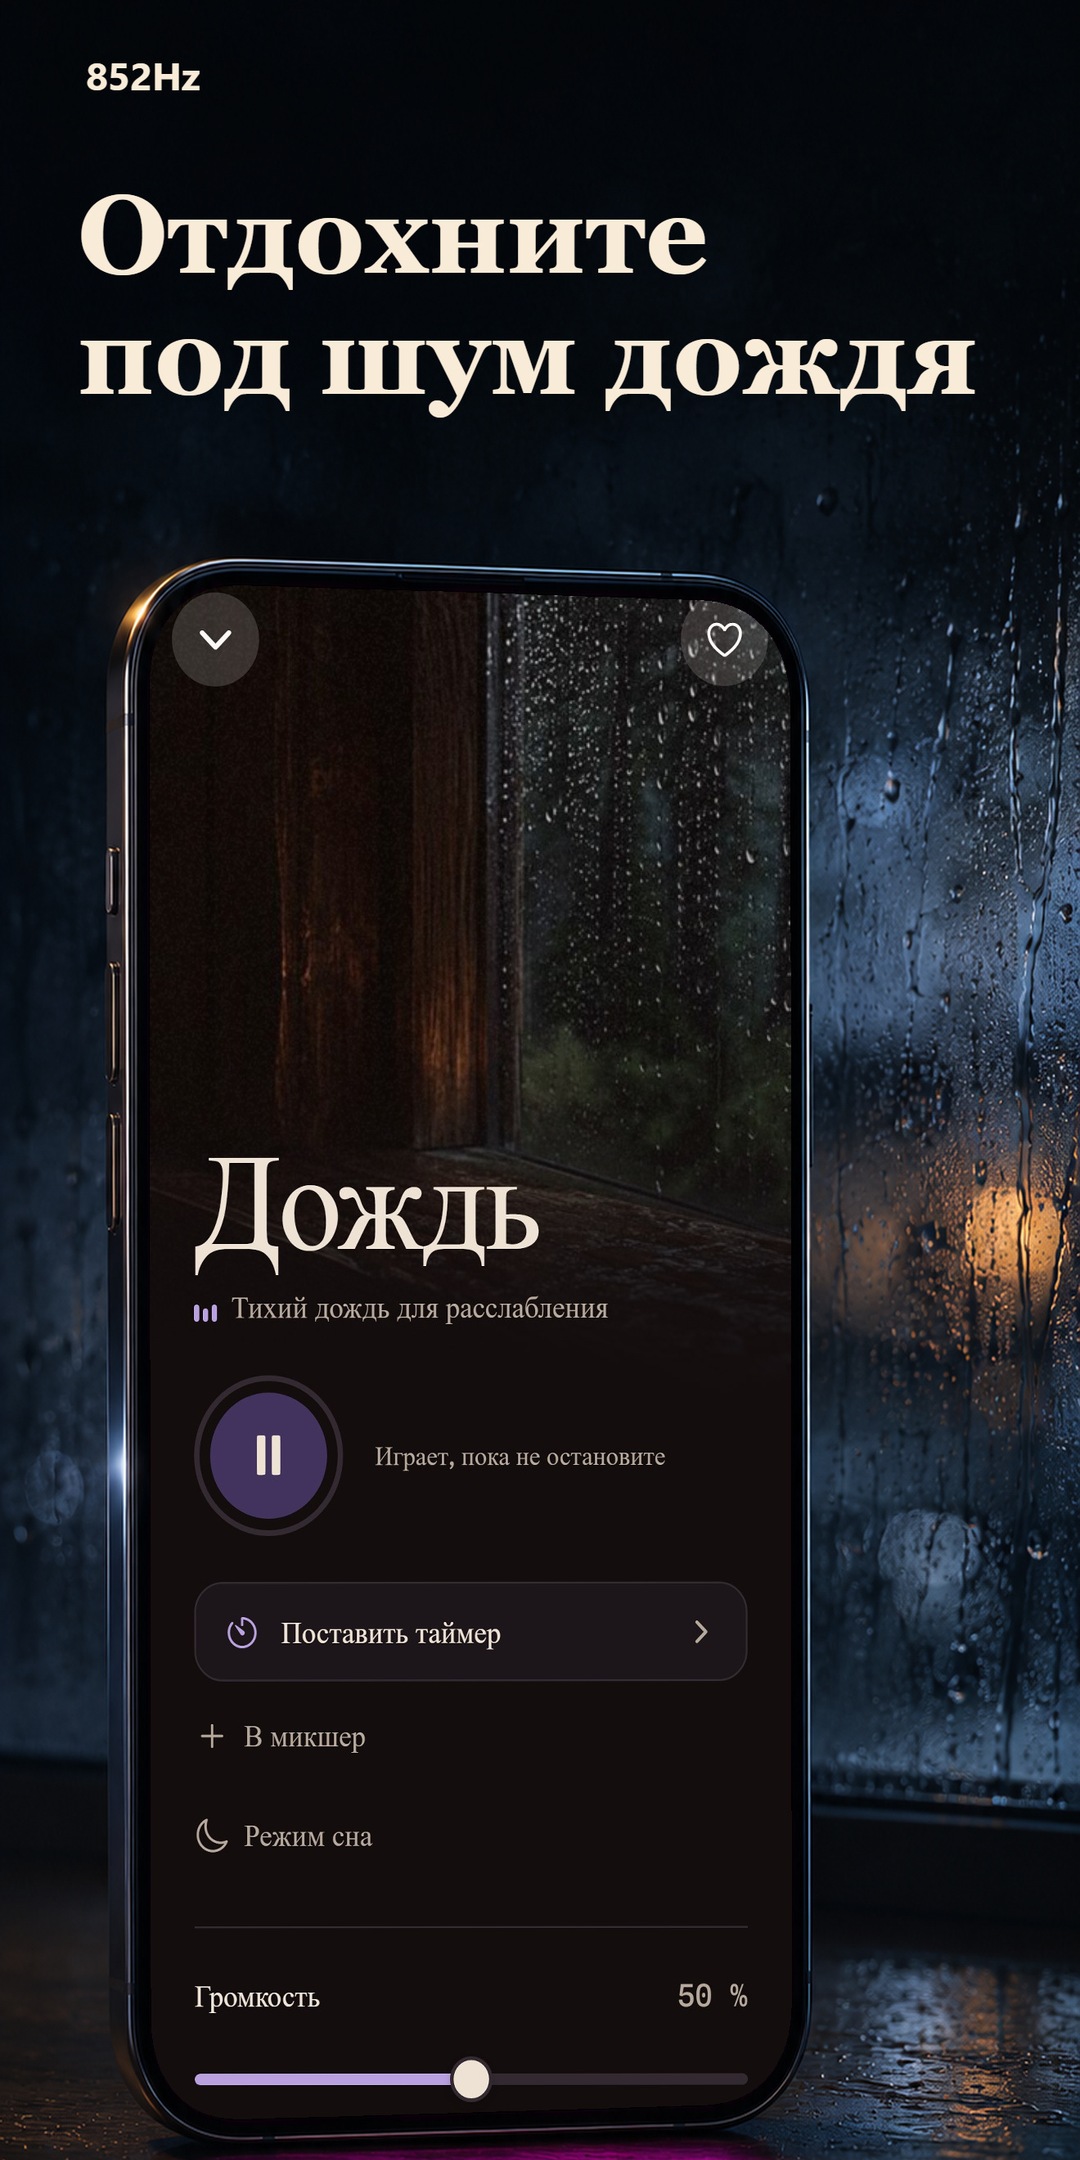 852Hz
Отдохните
под шум дождя
Дождь
Тихий дождь для расслабления
Играет, пока не остановите
Поставить таймер
В микшер
Режим сна
Громкость
50 %